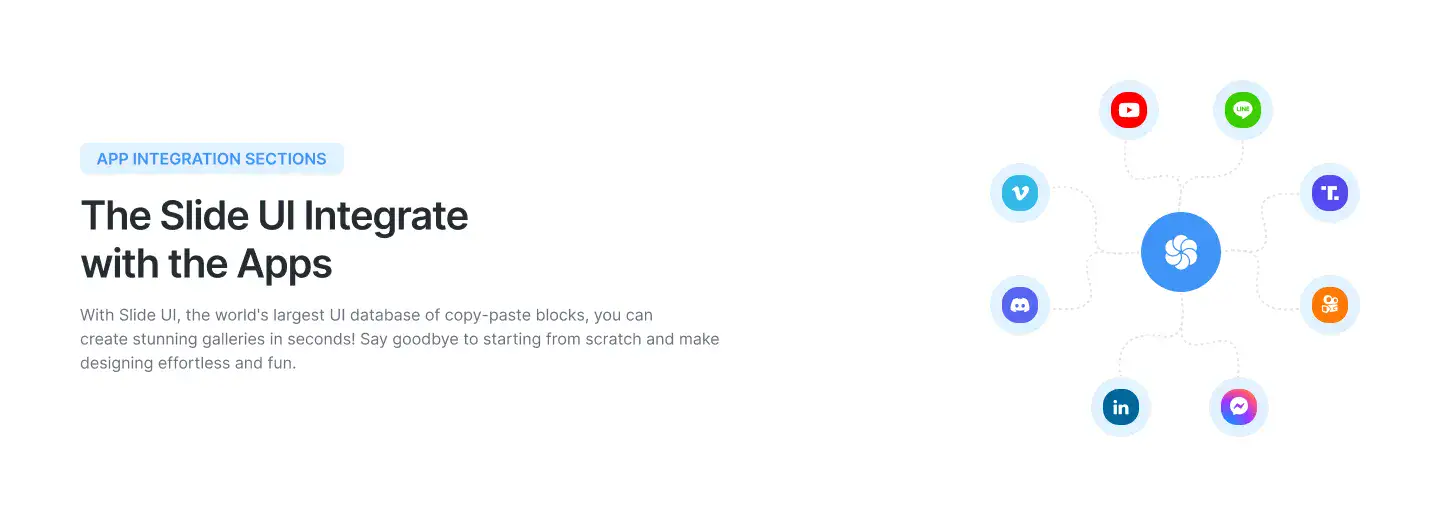 APP INTEGRATION SECTIONS
The Slide UI Integrate
with the Apps
With Slide UI, the world's largest UI database of copy-paste blocks, you can
create stunning galleries in seconds! Say goodbye to starting from scratch and make
designing effortless and fun.
LINE
T.
in